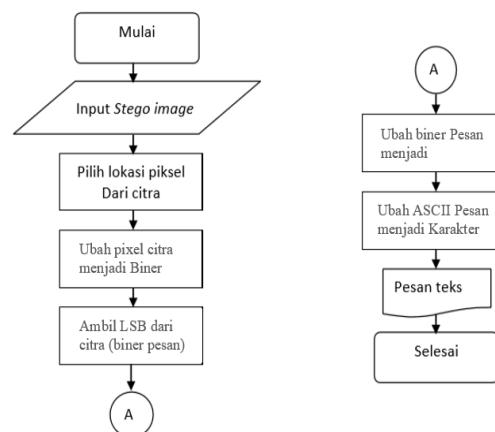 Mulai
Input Stego image
Pilih lokasi piksel
Dari citra
Ubah pixel citra
menjadi Biner
Ambil LSB dari
citra (biner pesan)
A
A
Ubah biner Pesan
menjadi
Ubah ASCII Pesan
menjadi Karakter
Pesan teks
Selesai